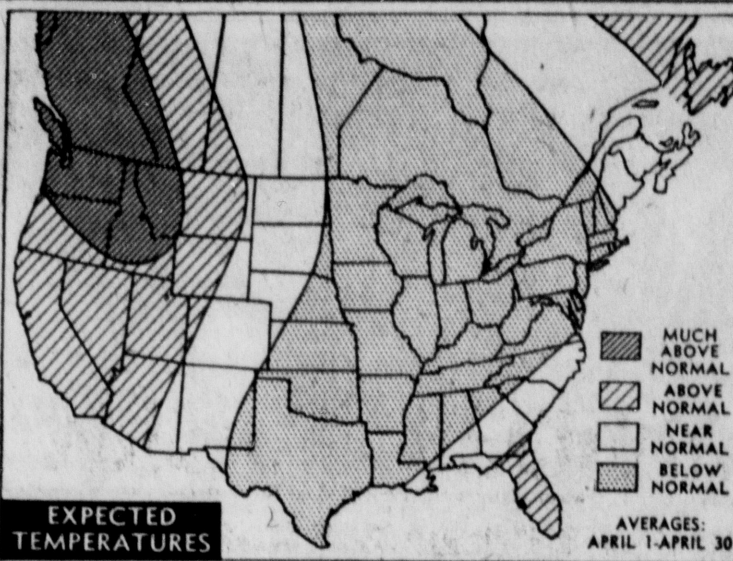 MUCH
ABOVE
NORMAL
ABOVE
NORMAL
NEAR
NORMAL
BELOW
NORMAL
EXPECTED
TEMPERATURES
AVERAGES:
APRIL 1-APRIL 30